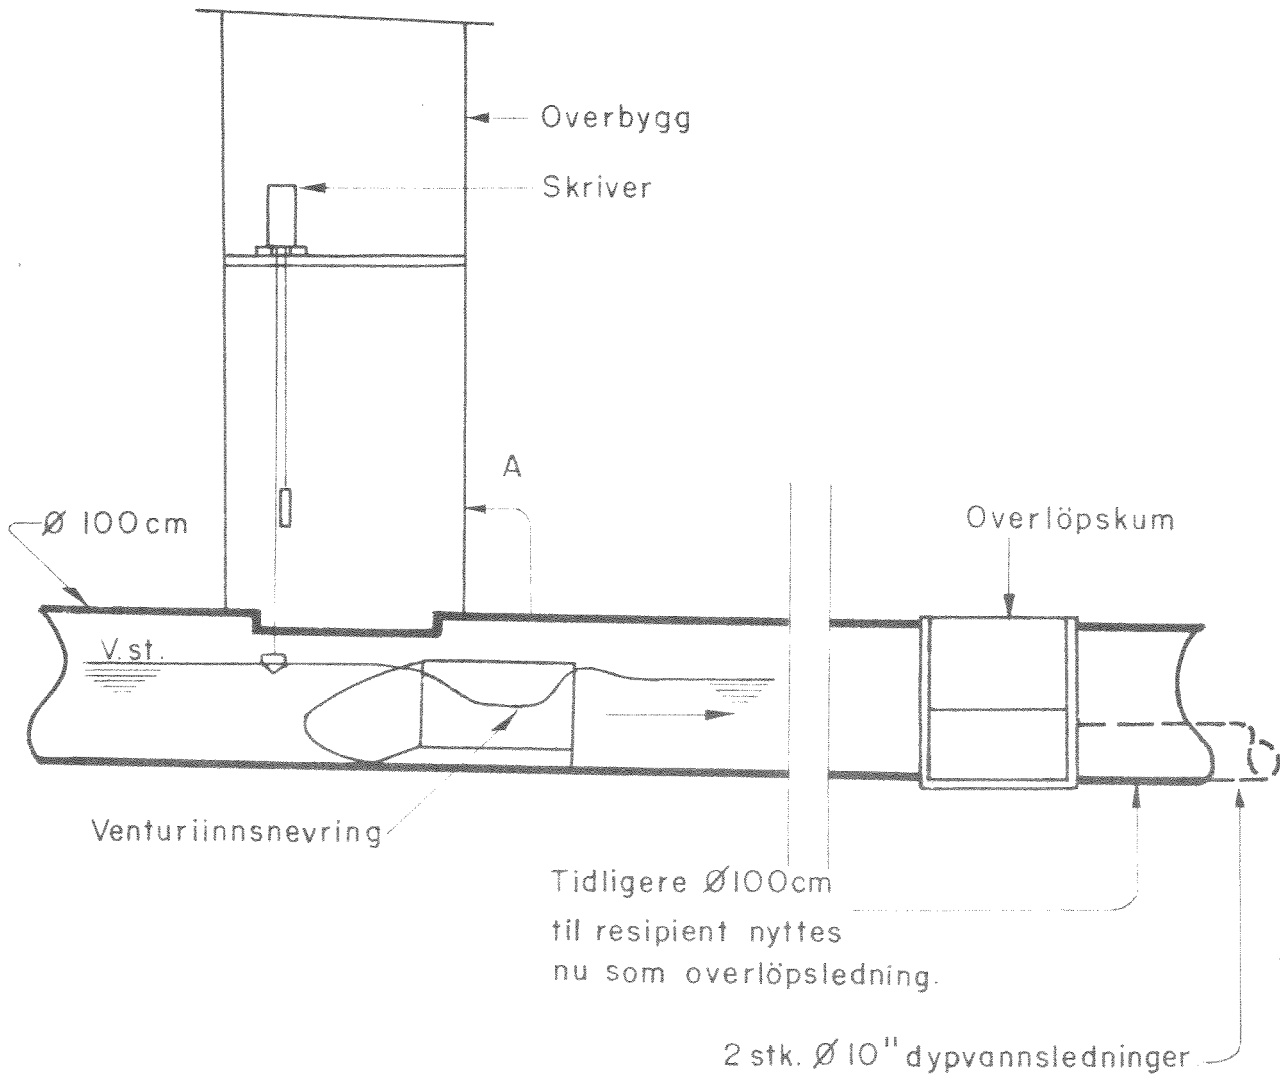 Overbygg
Skriver
A
Ø 100cm
Overlöpskum
V.st.
Venturiinnsnevring
Tidligere Ø100cm
til resipient nyttes
nu som overlöpsledning.
2 stk. Ø 10" dypvannsledninger